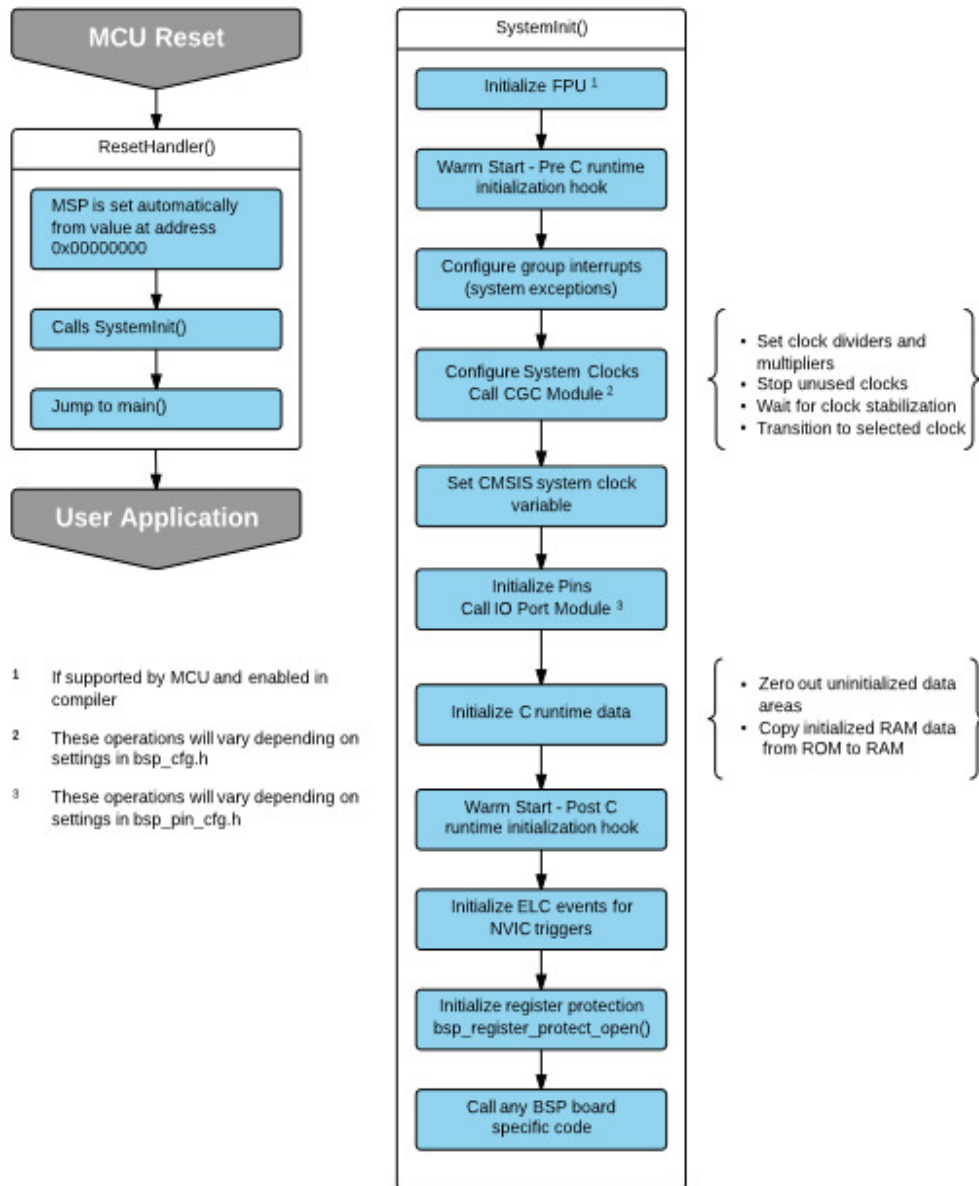 MCU Reset
ResetHandler()
MSP is set automatically
from value at address
0x00000000
Calls SystemInit()
Jump to main()
User Application
1 If supported by MCU and enabled in
compiler
2 These operations will vary depending on
settings in bsp_cfg.h
3 These operations will vary depending on
settings in bsp_pin_cfg.h
SystemInit()
Initialize FPU 1
Warm Start - Pre C runtime
initialization hook
Configure group interrupts
(system exceptions)
Configure System Clocks
Call CGC Module 2
• Set clock dividers and
multipliers
• Stop unused clocks
• Wait for clock stabilization
• Transition to selected clock
Set CMSIS system clock
variable
Initialize Pins
Call IO Port Module 3
Initialize C runtime data
• Zero out uninitialized data
areas
• Copy initialized RAM data
from ROM to RAM
Warm Start - Post C
runtime initialization hook
Initialize ELC events for
NVIC triggers
Initialize register protection
bsp_register_protect_open()
Call any BSP board
specific code